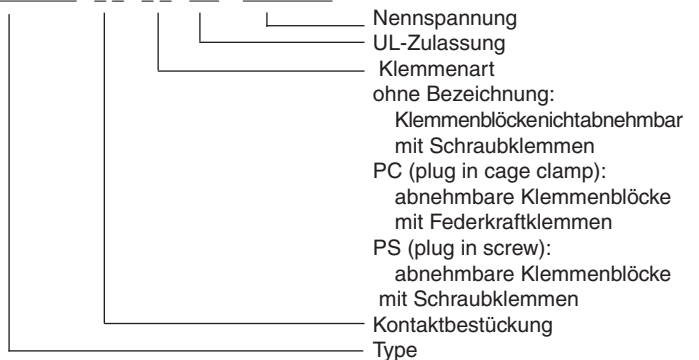 Nennspannung
UL-Zulassung
Klemmenart
ohne Bezeichnung:
Klemmenblöckenichtabnehmbar
mit Schraubklemmen
PC (plug in cage clamp):
abnehmbare Klemmenblöcke
mit Federkraftklemmen
PS (plug in screw):
abnehmbare Klemmenblöcke
mit Schraubklemmen
Kontaktbestückung
Type